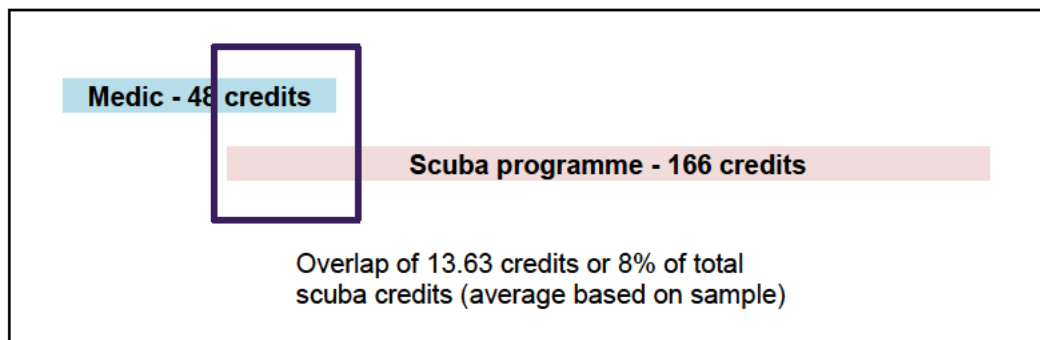 Medic - 48 credits
Scuba programme - 166 credits
Overlap of 13.63 credits or 8% of total
scuba credits (average based on sample)